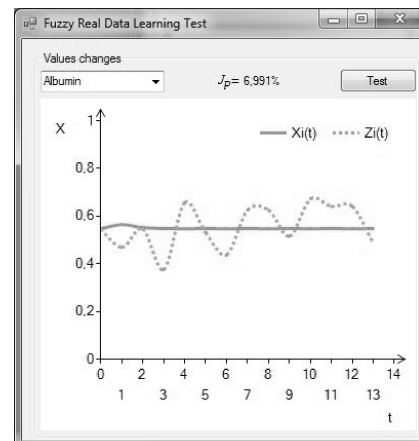 Fuzzy Real Data Learning Test
Values changes
Albumin
Jp= 6,991%
Test
X
Xi(t)
Zi(t)
1
0,8
0,6
0,4
0,2
0
0 2 4 6 8 10 12 14
1 3 5 7 9 11 13
t